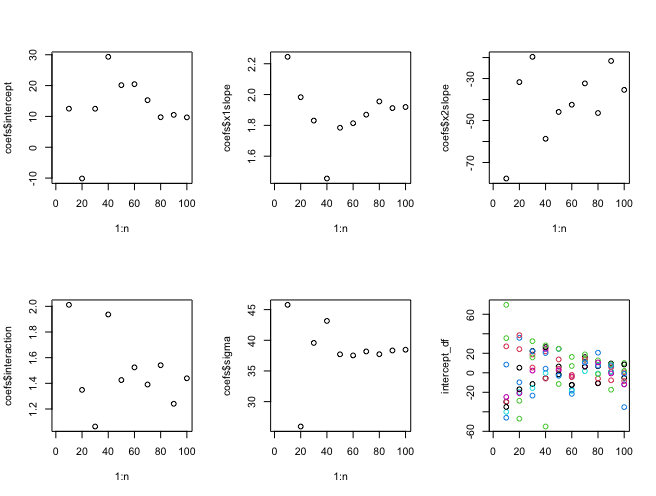 coefs$intercept
30
20
10
0
-10
0 20 40 60 80 100
1:n
coefs$x1slope
2.2
2.0
1.8
1.6
0 20 40 60 80 100
1:n
coefs$x2slope
-30
-50
-70
0 20 40 60 80 100
1:n
coefs$interaction
2.0
1.8
1.6
1.4
1.2
0 20 40 60 80 100
1:n
coefs$sigma
45
40
35
30
0 20 40 60 80 100
1:n
intercept_df
60
20
0
-20
-60
0 20 40 60 80 100